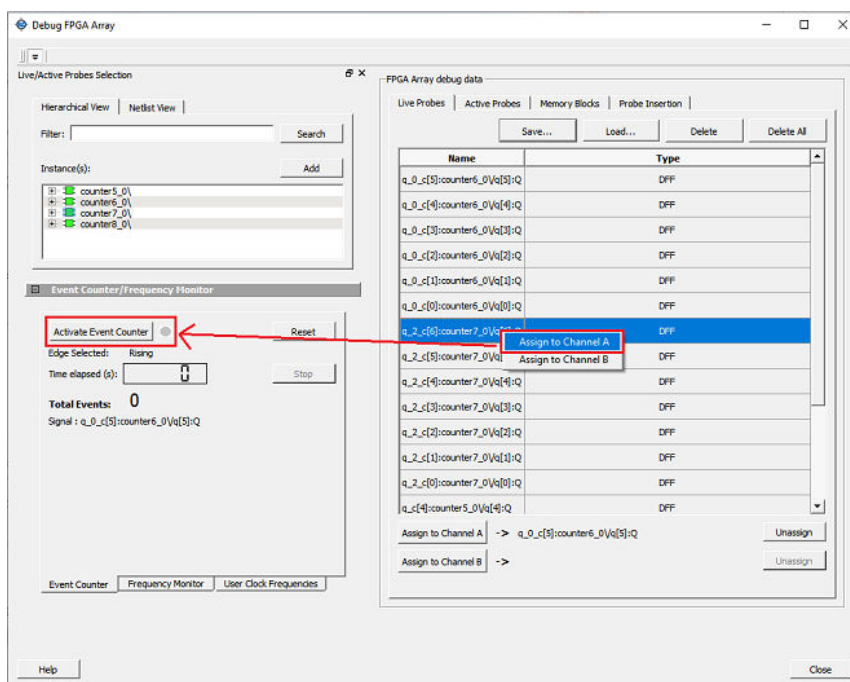 Debug FPGA Array
Live/Active Probes Selection
Hierarchical View Netlist View
Filter: Search
Instance(s): Add
counter5_0\
counter6_0\
counter7_0\
counter8_0\
Event Counter/Frequency Monitor
Activate Event Counter Reset
Edge Selected: Rising
Time elapsed (s): 0 Stop
Total Events: 0
Signal : q_0_c[5]:counter6_0\/q[5]:Q
Event Counter Frequency Monitor User Clock Frequencies
FPGA Array debug data
Live Probes Active Probes Memory Blocks Probe Insertion
Save... Load... Delete Delete All
Name Type
q_0_c[5]:counter6_0\/q[5]:Q DFF
q_0_c[4]:counter6_0\/q[4]:Q DFF
q_0_c[3]:counter6_0\/q[3]:Q DFF
q_0_c[2]:counter6_0\/q[2]:Q DFF
q_0_c[1]:counter6_0\/q[1]:Q DFF
q_0_c[0]:counter6_0\/q[0]:Q DFF
q_2_c[6]:counter7_0\/ DFF
Assign to Channel A
q_2_c[5]:counter7_0\/q DFF
Assign to Channel B
q_2_c[4]:counter7_0\/q[4]:Q DFF
q_2_c[3]:counter7_0\/q[3]:Q DFF
q_2_c[2]:counter7_0\/q[2]:Q DFF
q_2_c[1]:counter7_0\/q[1]:Q DFF
q_2_c[0]:counter7_0\/q[0]:Q DFF
q_c[4]:counter5_0\/q[4]:Q DFF
Assign to Channel A -> q_0_c[5]:counter6_0\/q[5]:Q Unassign
Assign to Channel B -> Unassign
Help Close